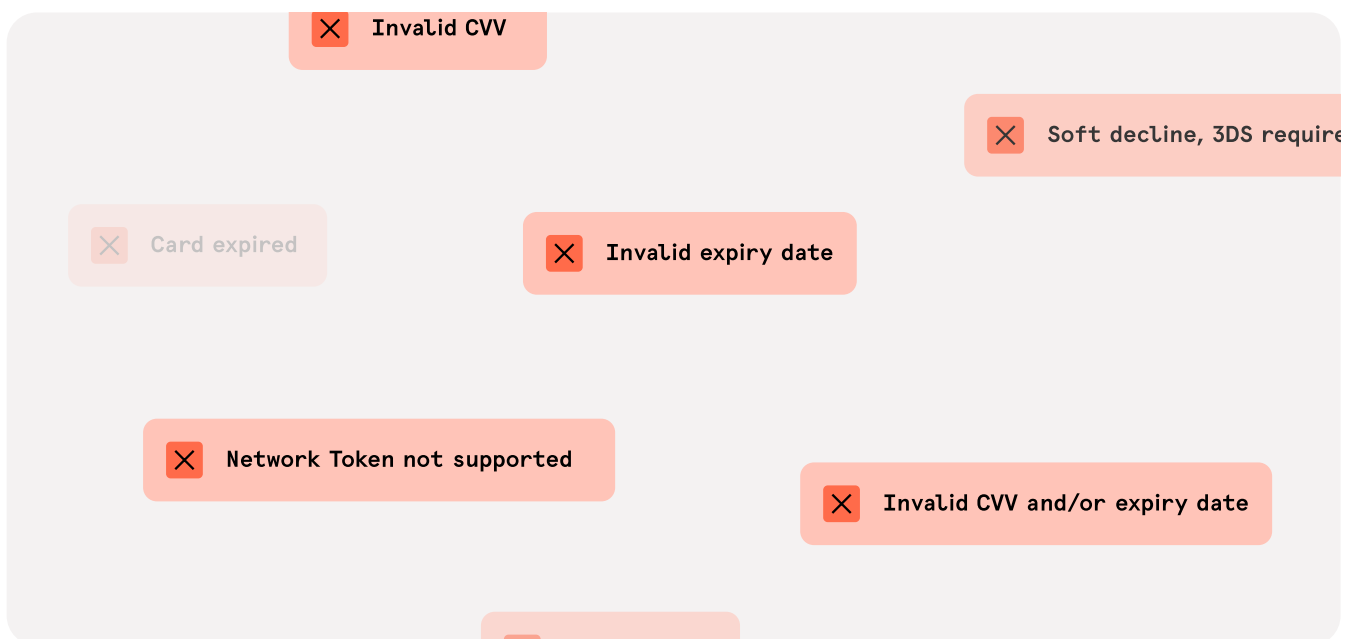 Invalid CVV
Soft decline, 3DS require
Card expired
Invalid expiry date
Network Token not supported
Invalid CVV and/or expiry date